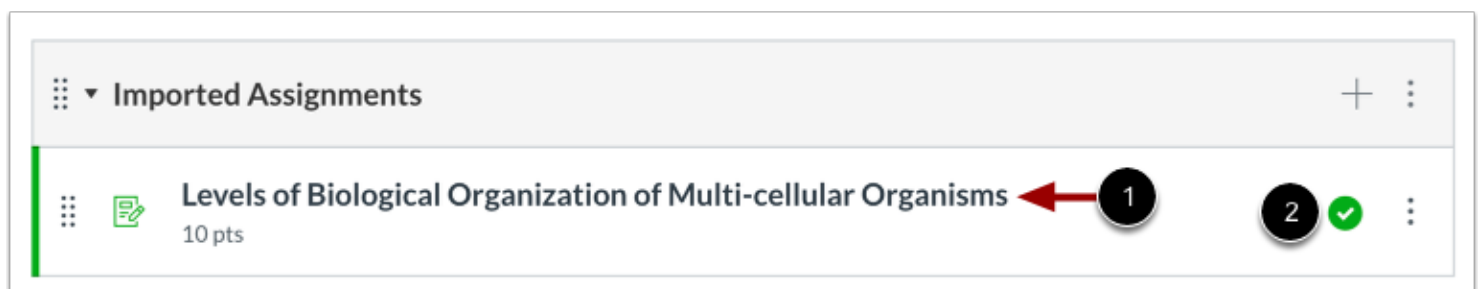 Imported Assignments
Levels of Biological Organization of Multi-cellular Organisms
1
2
10 pts